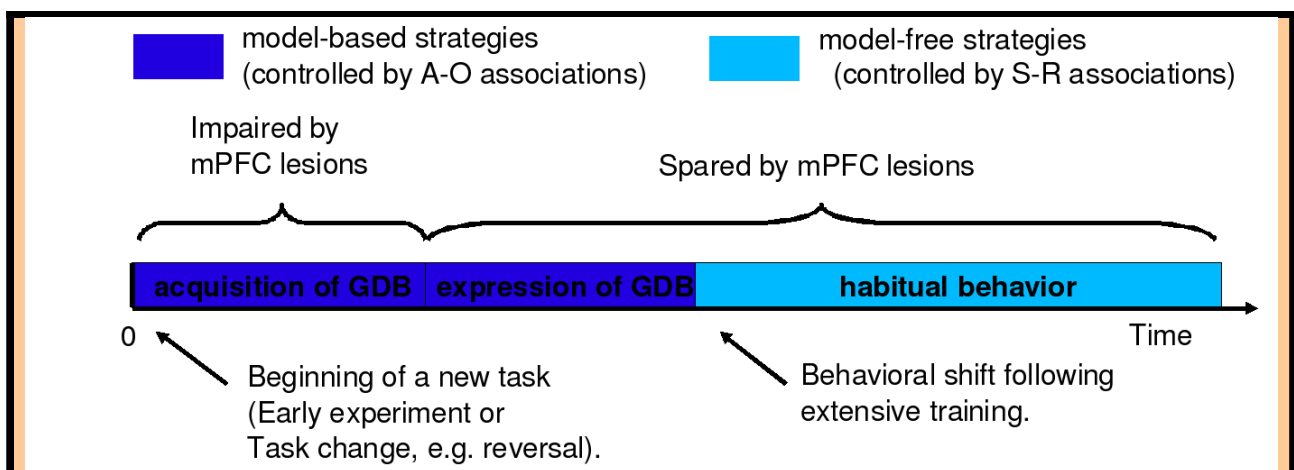 model-based strategies
(controlled by A-O associations)
model-free strategies
(controlled by S-R associations)
Impaired by
mPFC lesions
Spared by mPFC lesions
acquisition of GDB
expression of GDB
habitual behavior
0
Time
Beginning of a new task
(Early experiment or
Task change, e.g. reversal).
Behavioral shift following
extensive training.